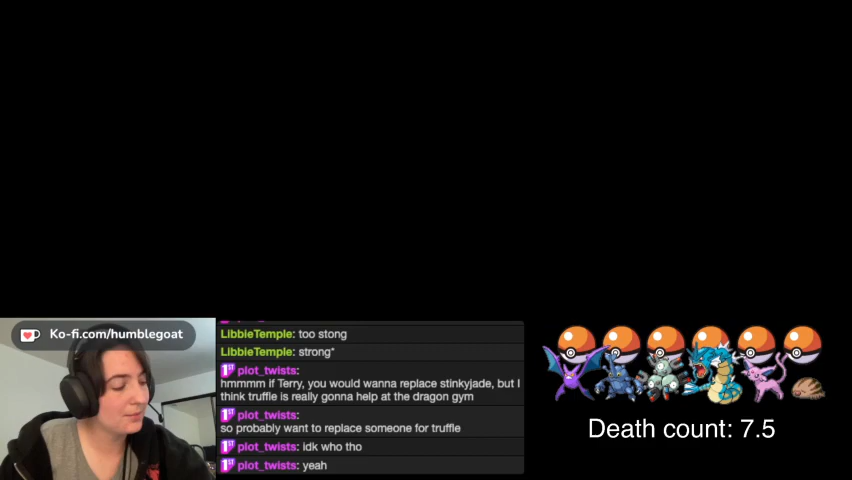 Ko-fi.com/humblegoat
LibbieTemple: too stong
LibbieTemple: strong*
plot_twists:
hmmmm if Terry, you would wanna replace stinkyjade, but I
think truffle is really gonna help at the dragon gym
plot_twists:
so probably want to replace someone for truffle
plot_twists: idk who tho
plot_twists: yeah
Death count: 7.5